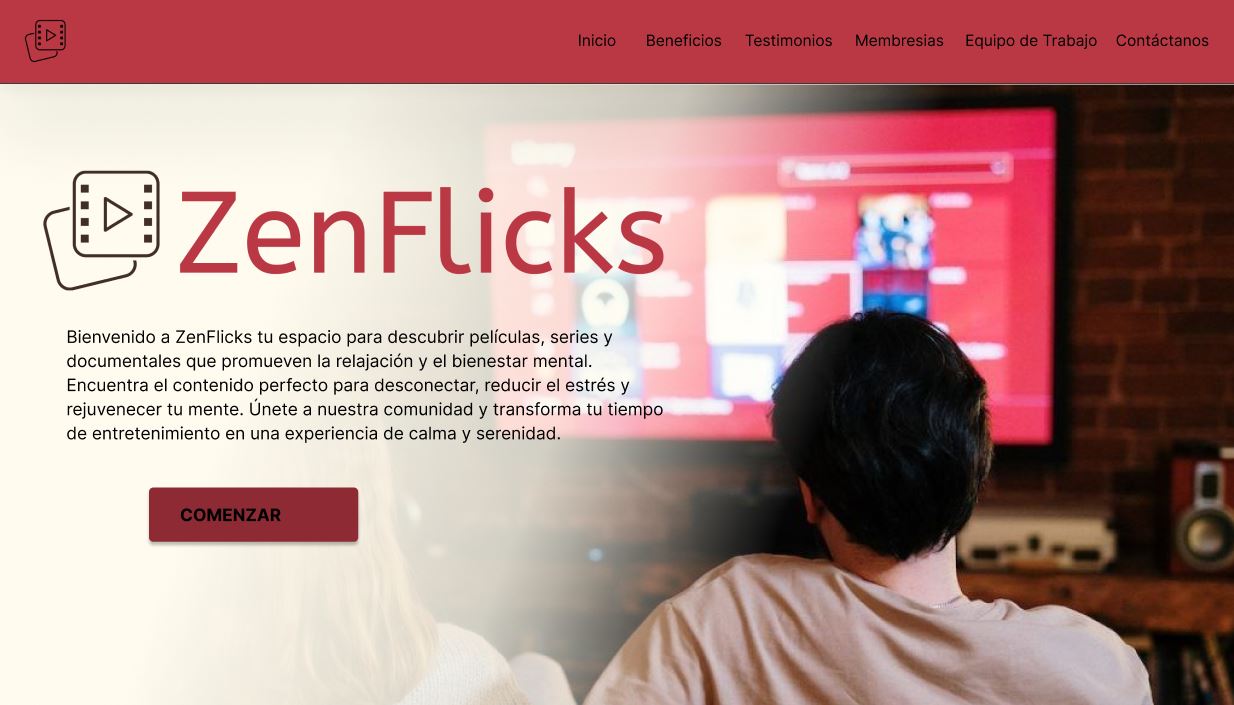 Inicio Beneficios Testimonios Membresias Equipo de Trabajo Contáctanos
ZenFlicks
Bienvenido a ZenFlicks tu espacio para descubrir películas, series y
documentales que promueven la relajación y el bienestar mental.
Encuentra el contenido perfecto para desconectar, reducir el estrés y
rejuvenecer tu mente. Únete a nuestra comunidad y transforma tu tiempo
de entretenimiento en una experiencia de calma y serenidad.
COMENZAR